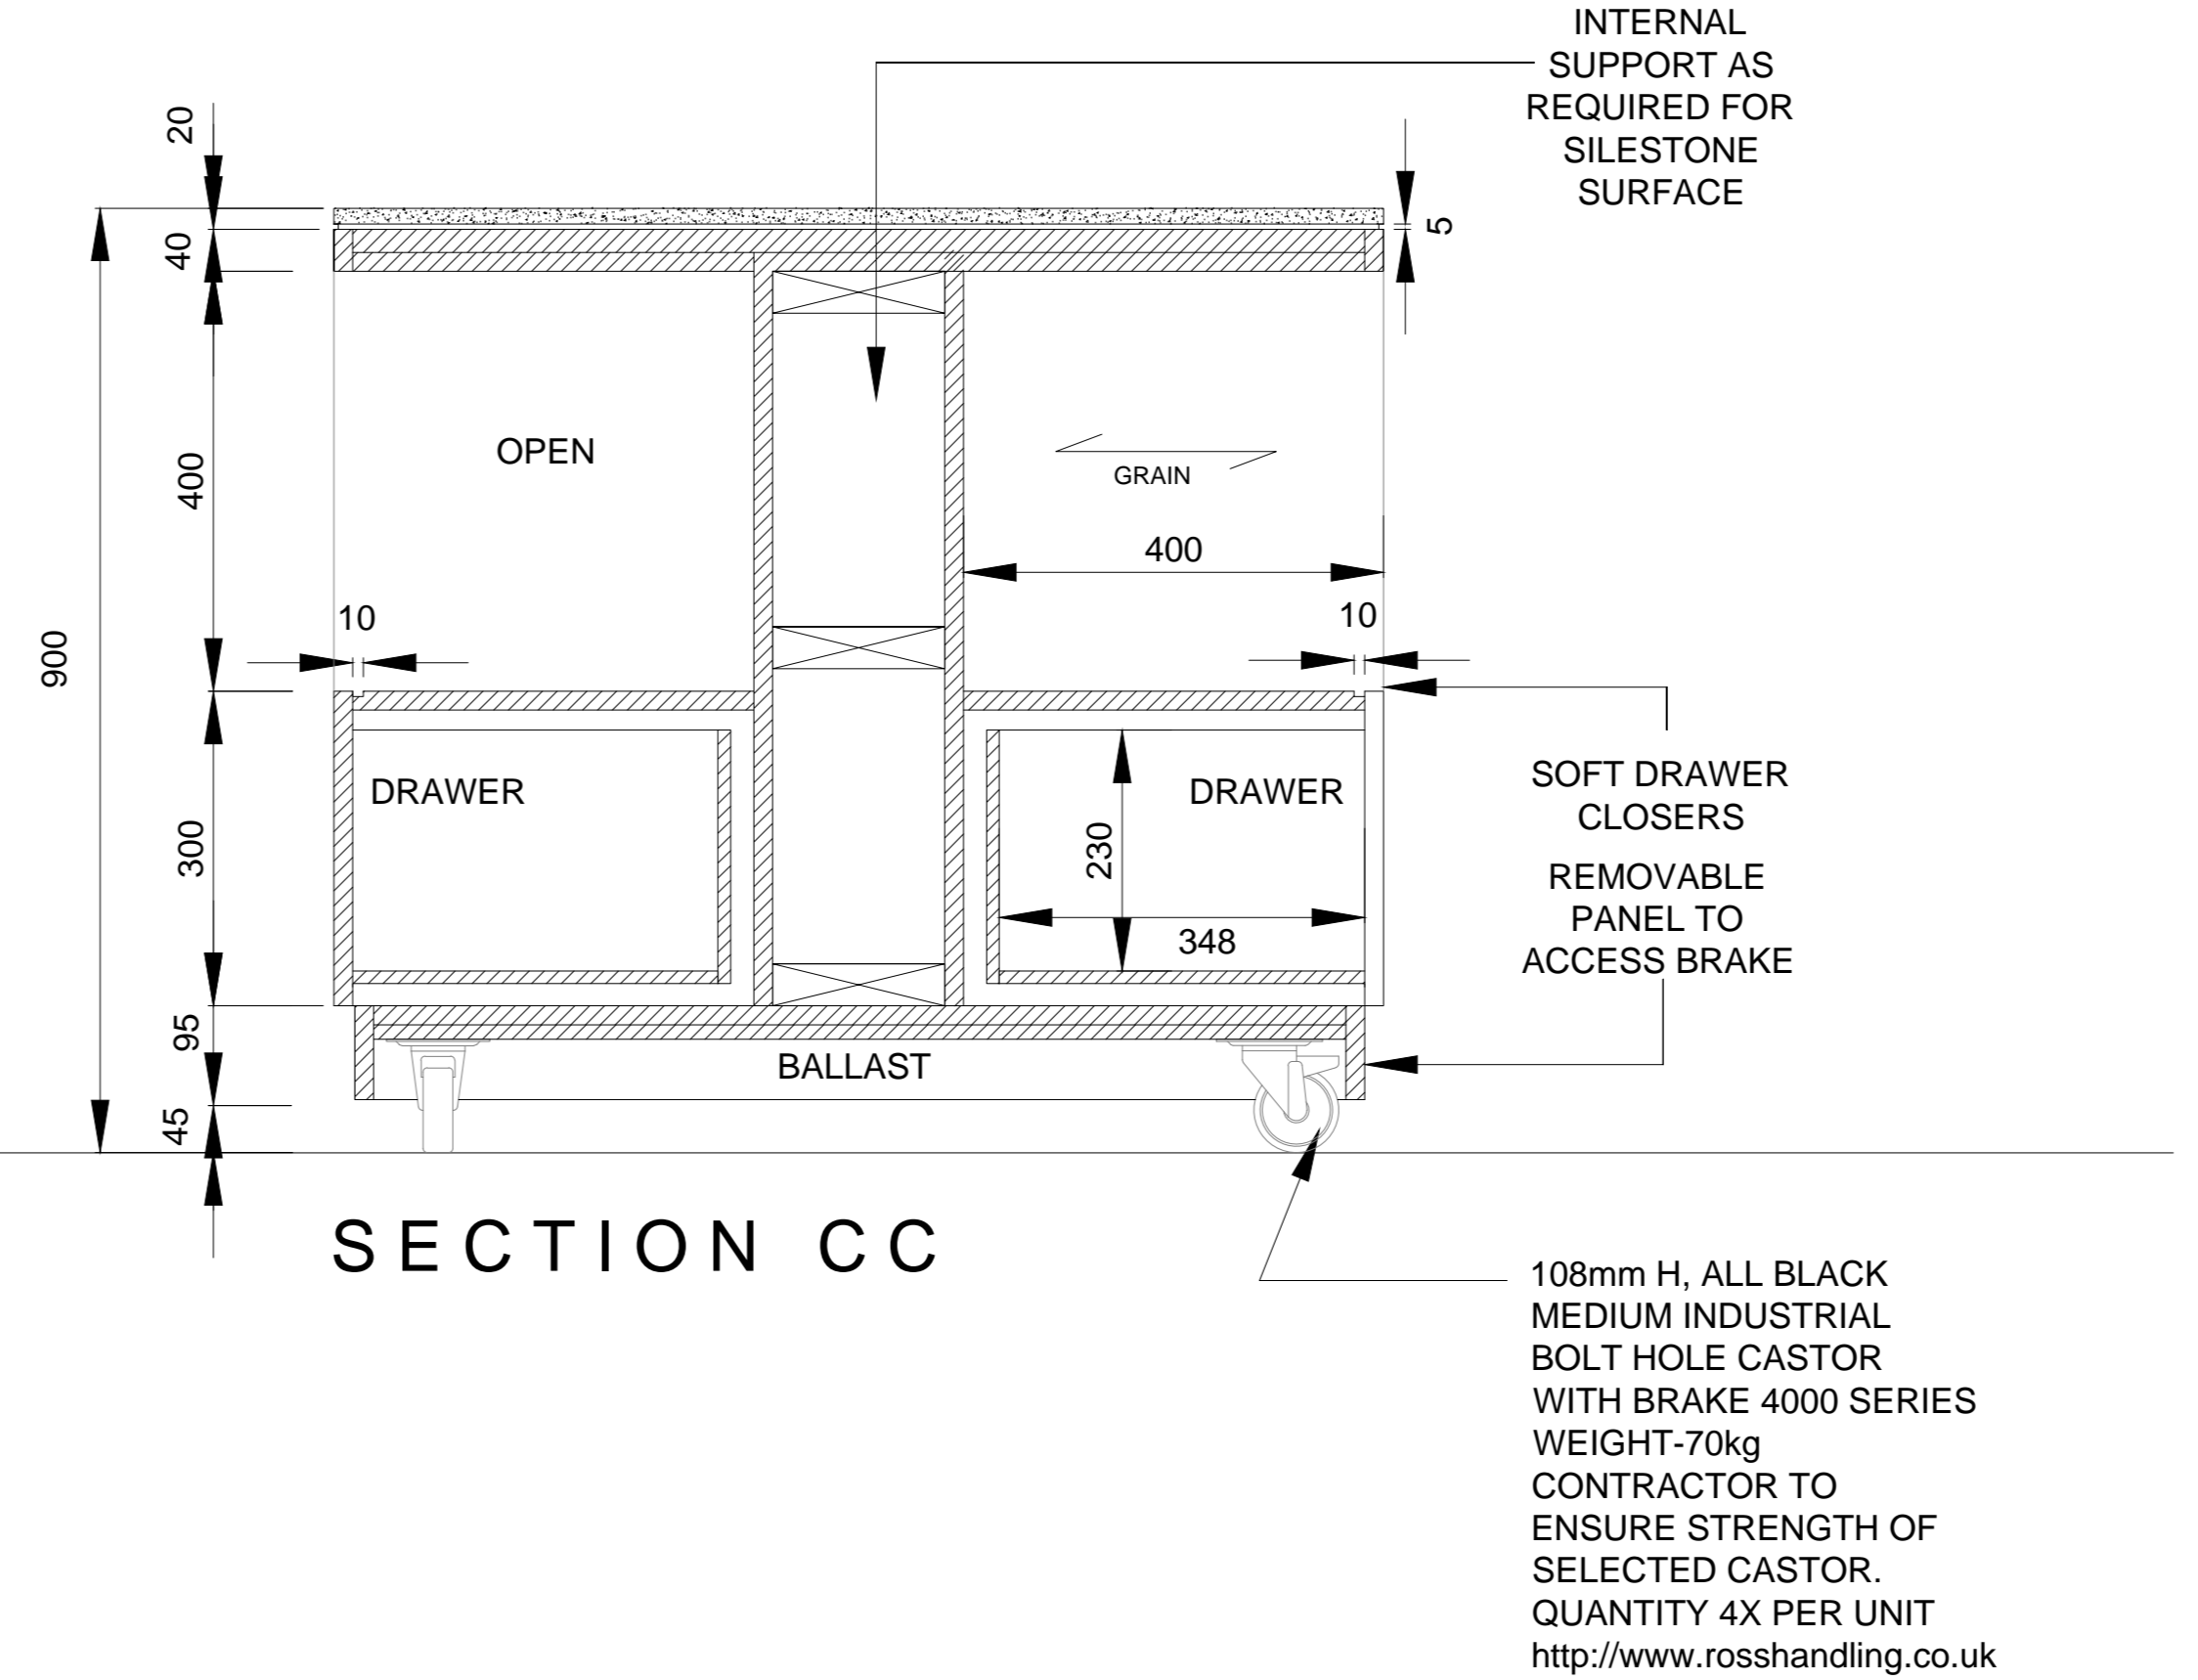 INTERNAL
SUPPORT AS
REQUIRED FOR
SILESTONE
SURFACE
20
40
5
400
OPEN
GRAIN
400
10
10
900
SOFT DRAWER
CLOSERS
DRAWER
DRAWER
300
230
348
REMOVABLE
PANEL TO
ACCESS BRAKE
95
BALLAST
45
SECTION CC
108mm H, ALL BLACK
MEDIUM INDUSTRIAL
BOLT HOLE CASTOR
WITH BRAKE 4000 SERIES
WEIGHT-70kg
CONTRACTOR TO
ENSURE STRENGTH OF
SELECTED CASTOR.
QUANTITY 4X PER UNIT
http://www.rosshandling.co.uk